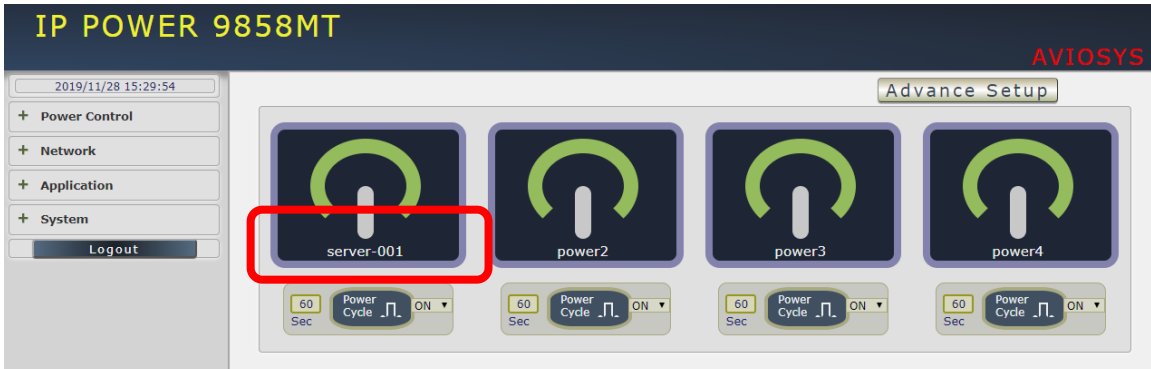 IP POWER 9858MT
AVIOSYS
2019/11/28 15:29:54
+ Power Control
+ Network
+ Application
+ System
Logout
Advance Setup
server-001
power2
power3
power4
60
Sec
Power
Cycle
ON
60
Sec
Power
Cycle
ON
60
Sec
Power
Cycle
ON
60
Sec
Power
Cycle
ON